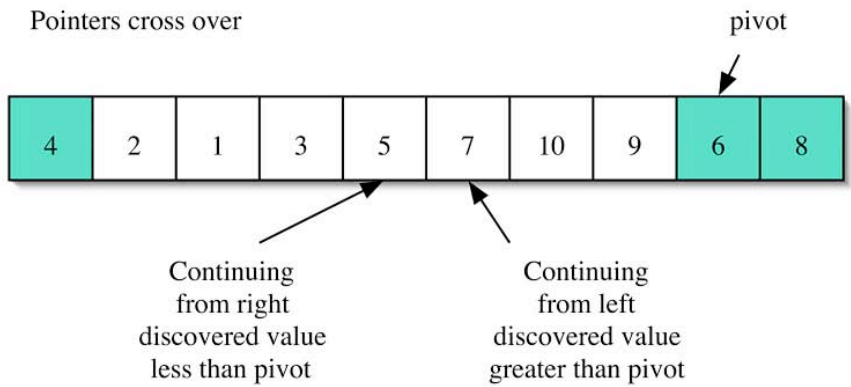 Pointers cross over
pivot
4 2 1 3 5 7 10 9 6 8
Continuing
from right
discovered value
less than pivot
Continuing
from left
discovered value
greater than pivot